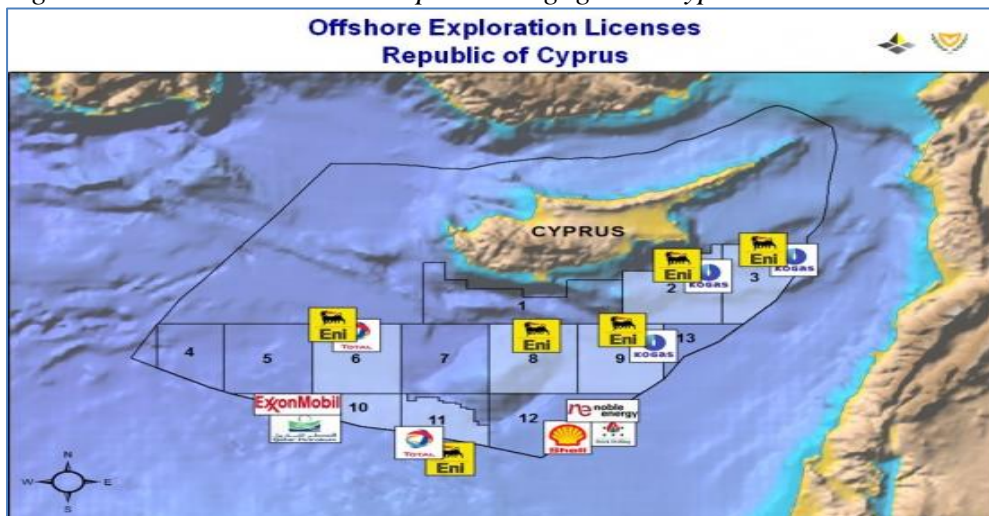 Offshore Exploration Licenses
Republic of Cyprus
CYPRUS
Eni
Eni
KOGAS
2
KOGAS
3
1
Eni
TOTAL
Eni
Eni
KOGAS
4
5
6
7
8
9
13
ExxonMobil
10
11
12
noble
energy
TOTAL
Eni
Shell
N
W
E
S